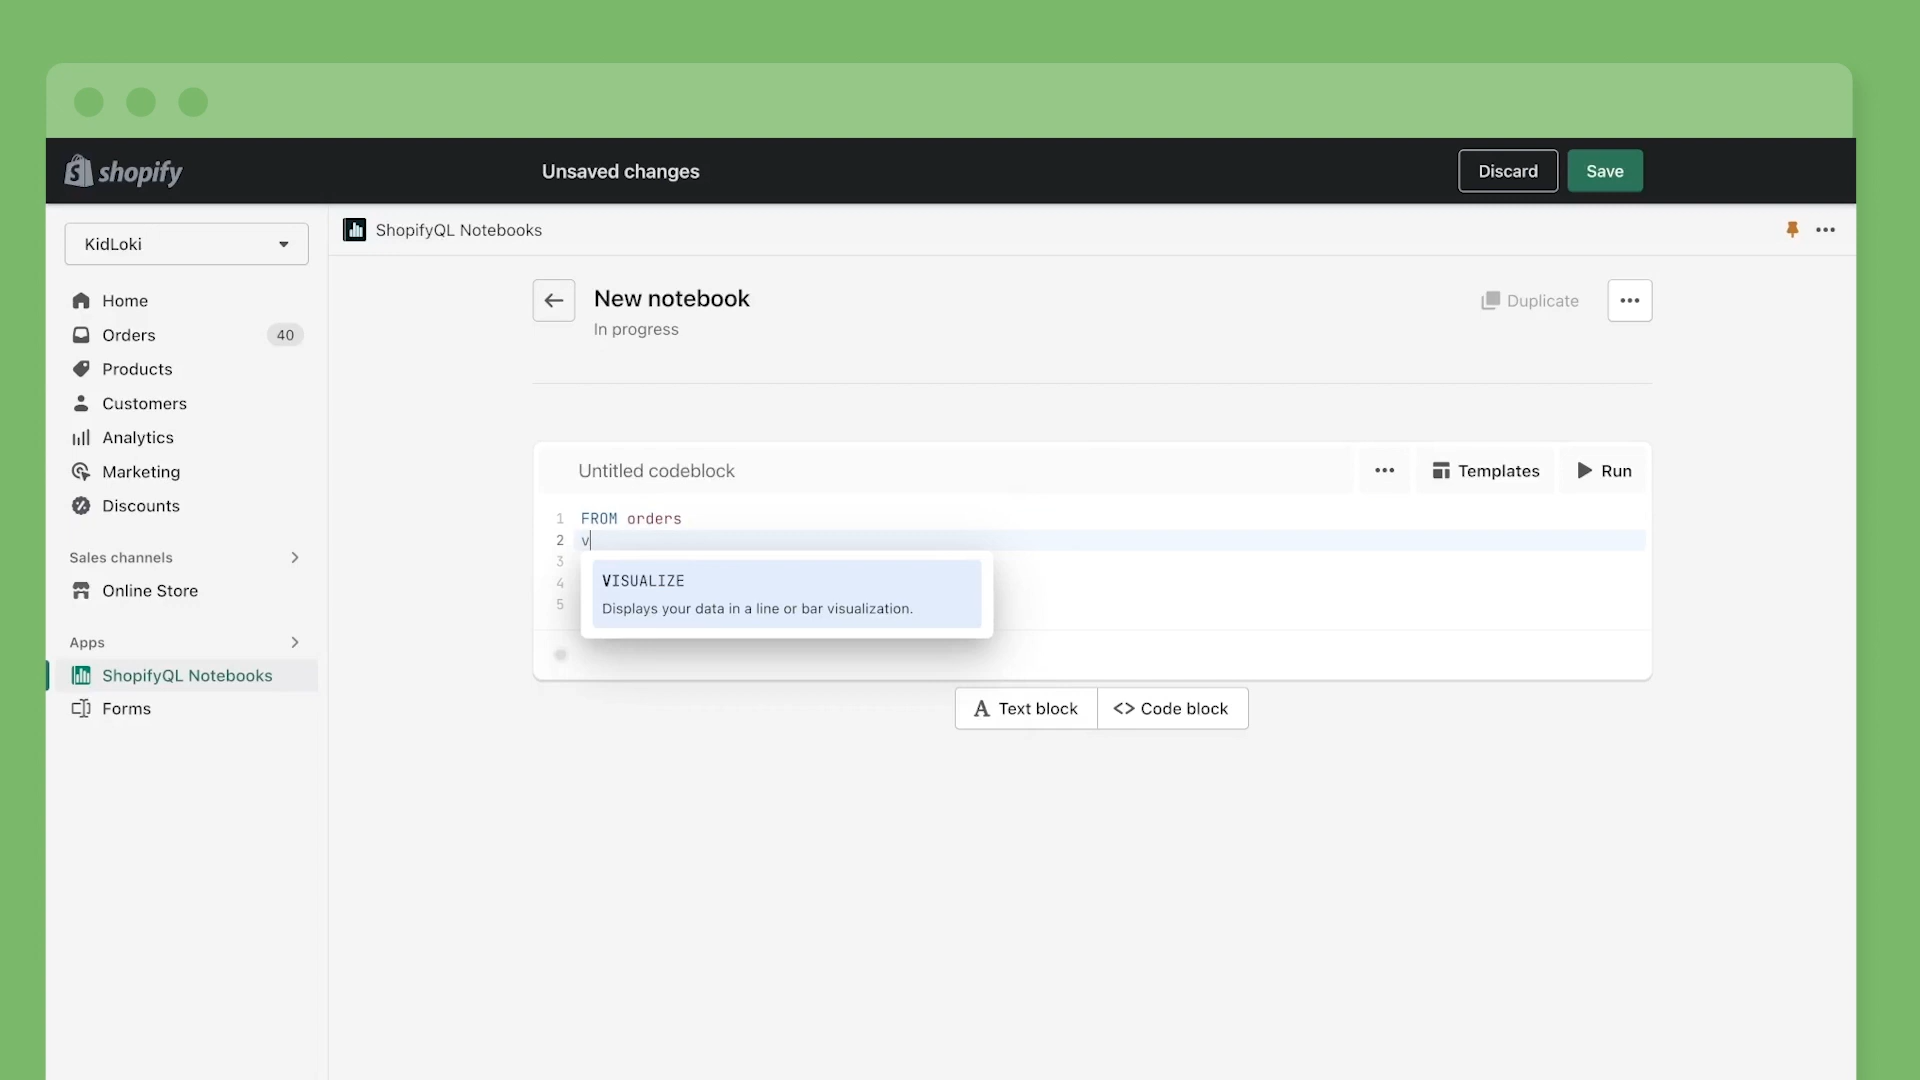 shopify
Unsaved changes
Discard
Save
KidLoki
ShopifyQL Notebooks
Home
Orders 40
Products
Customers
Analytics
Marketing
Discounts
Sales channels
Online Store
Apps
ShopifyQL Notebooks
Forms
New notebook
In progress
Duplicate
Untitled codeblock
Templates
Run
1 FROM orders
2 v
3
4
5
VISUALIZE
Displays your data in a line or bar visualization.
A Text block
<> Code block